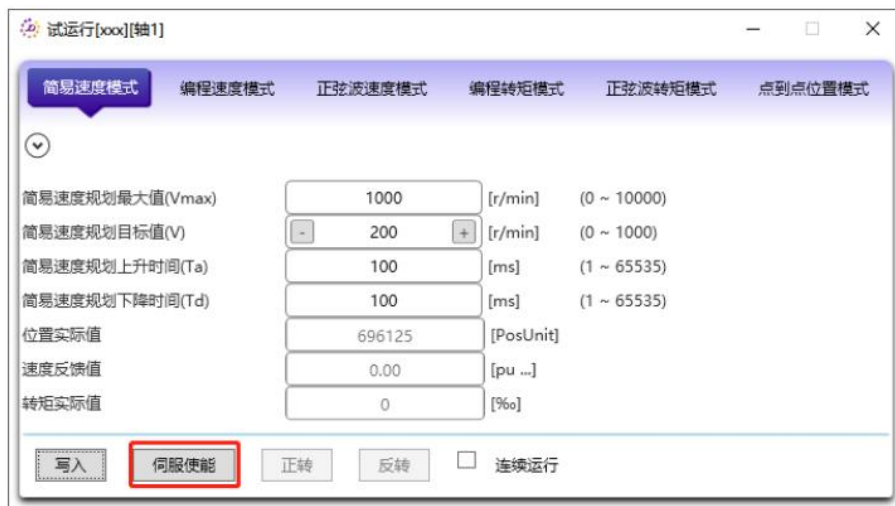 试运行[xxx][轴1]
简易速度模式 编程速度模式 正弦波速度模式 编程转矩模式 正弦波转矩模式 点到点位置模式
简易速度规划最大值(Vmax) 1000 [r/min] (0 ~ 10000)
简易速度规划目标值(V) - 200 + [r/min] (0 ~ 1000)
简易速度规划上升时间(Ta) 100 [ms] (1 ~ 65535)
简易速度规划下降时间(Td) 100 [ms] (1 ~ 65535)
位置实际值 696125 [PosUnit]
速度反馈值 0.00 [pu ...]
转矩实际值 0 [‰]
写入 伺服使能 正转 反转 连续运行